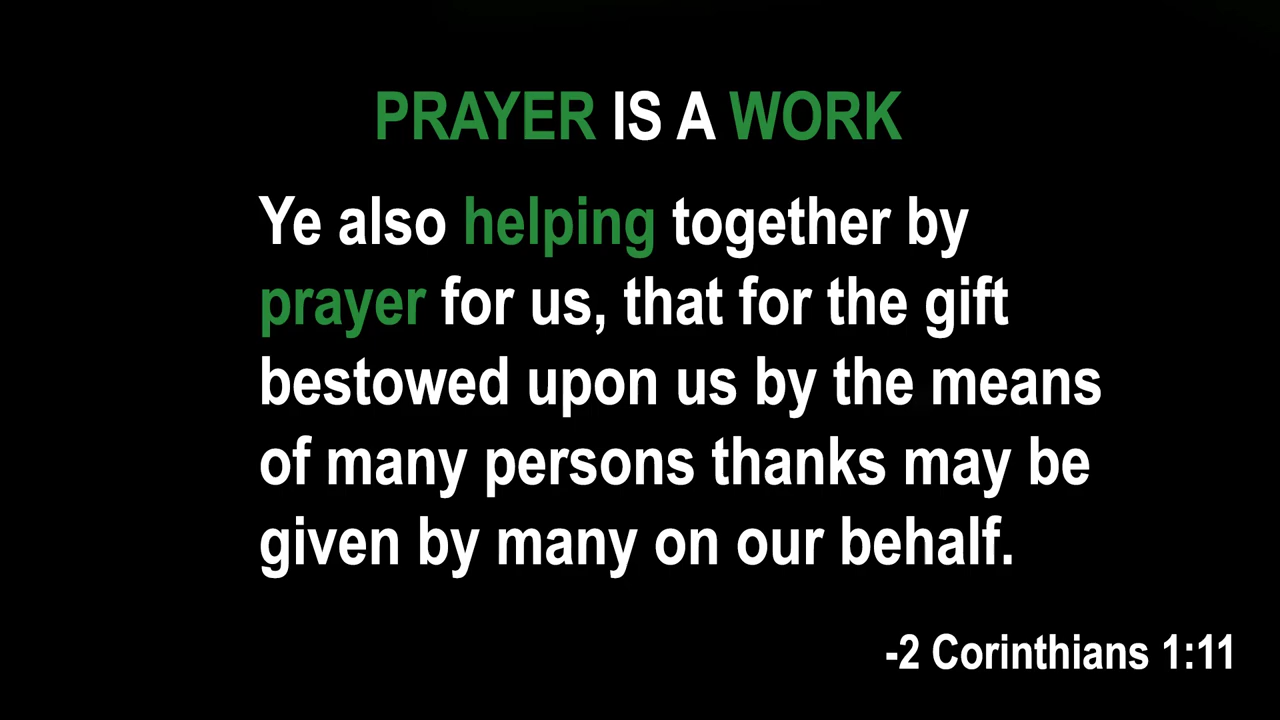 PRAYER IS A WORK
Ye also helping together by
prayer for us, that for the gift
bestowed upon us by the means
of many persons thanks may be
given by many on our behalf.
-2 Corinthians 1:11